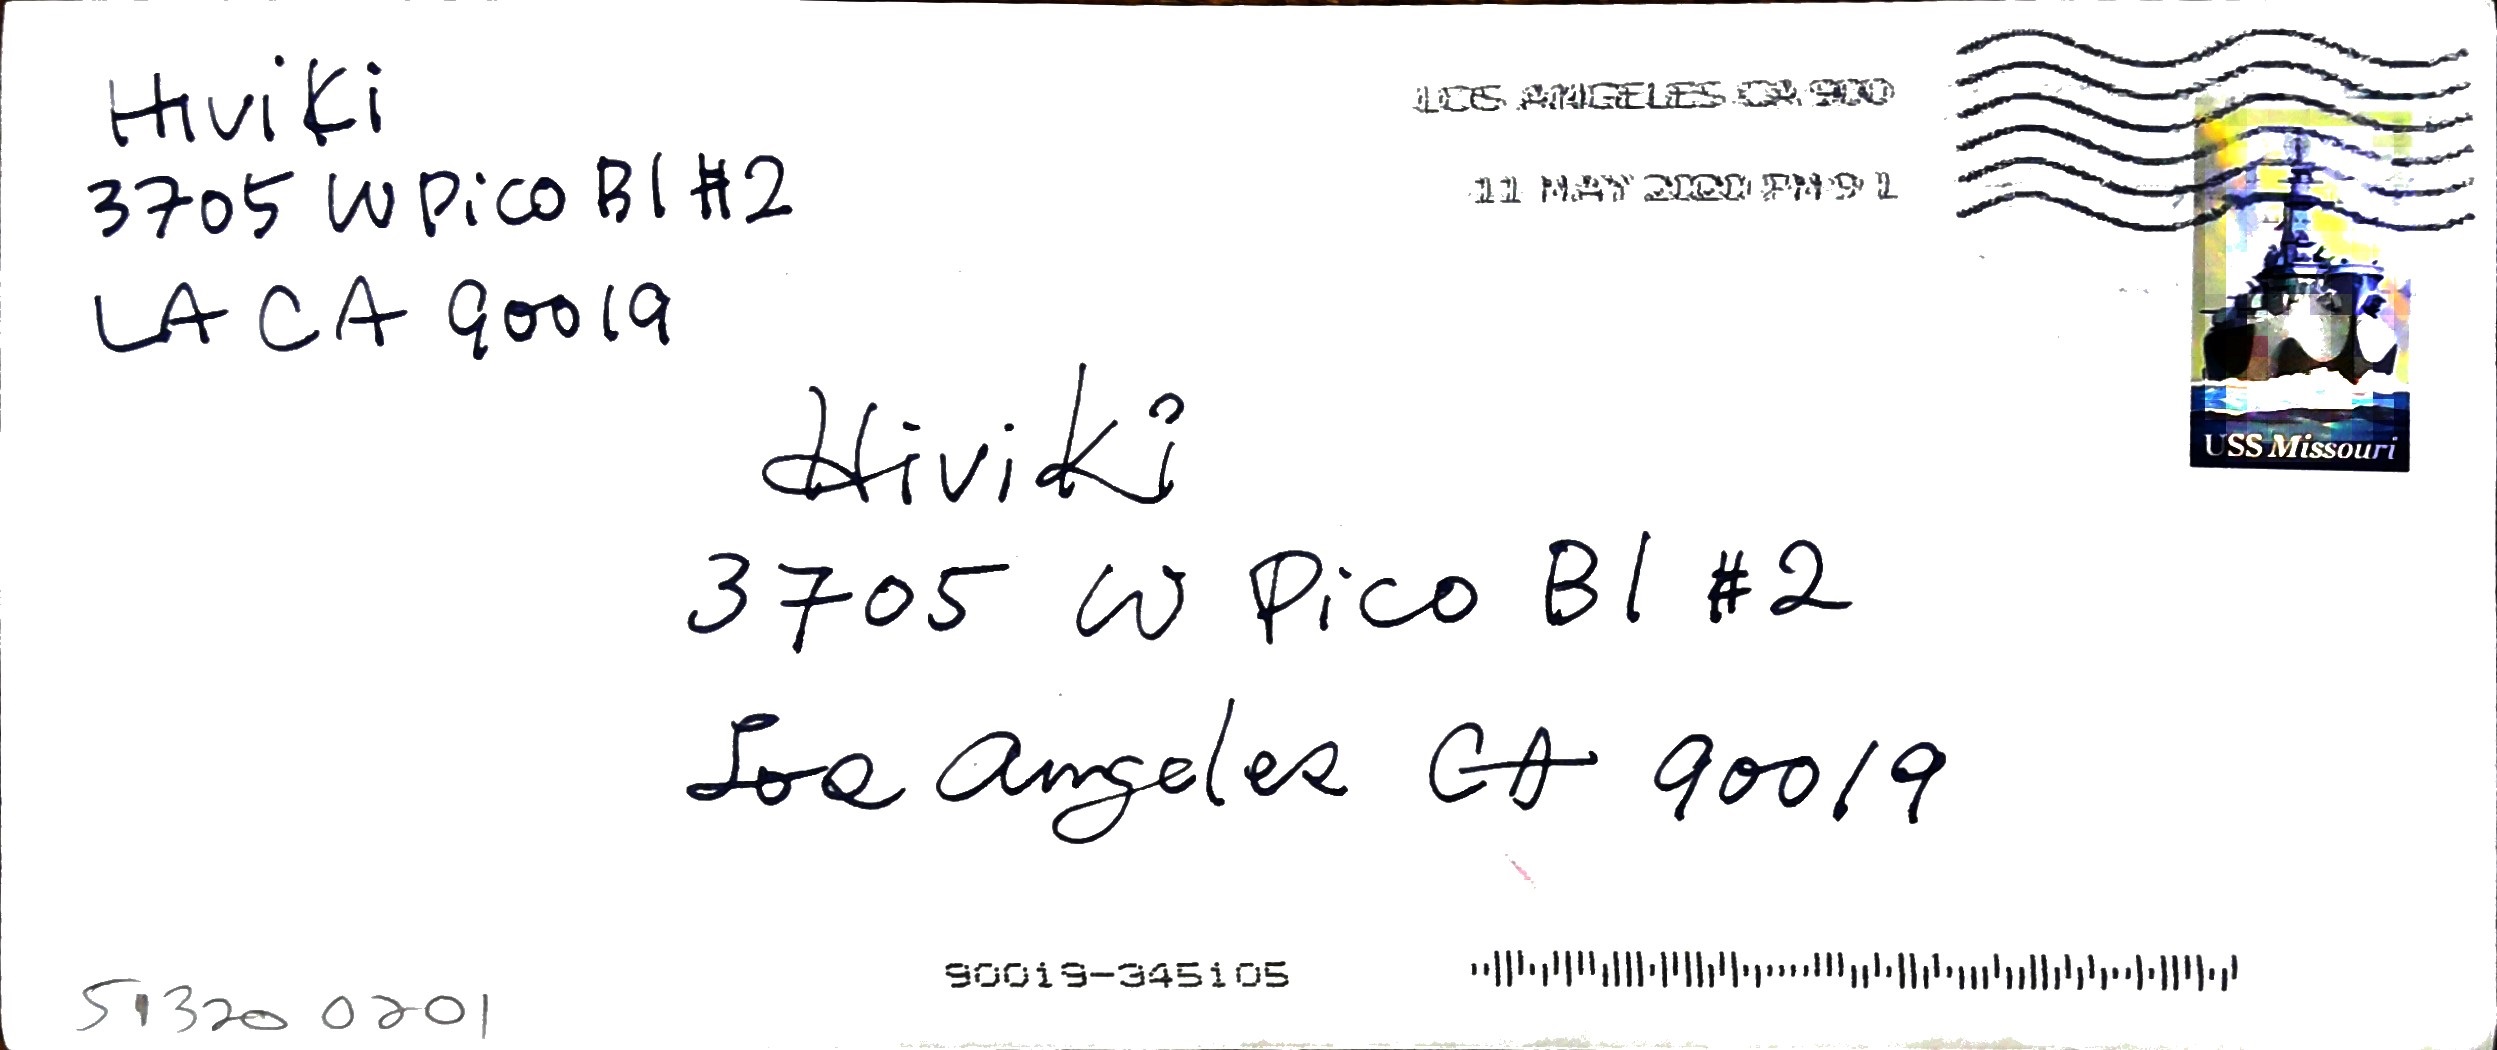 Hiviki
3705 W Pico Bl #2
LA CA 90019
LOS ANGELES CA 900
11 MAY 2020 PM 9 L
USS Missouri
Hiviki
3705 W Pico Bl #2
Los Angeles CA 90019
90019-345105
51320 0201